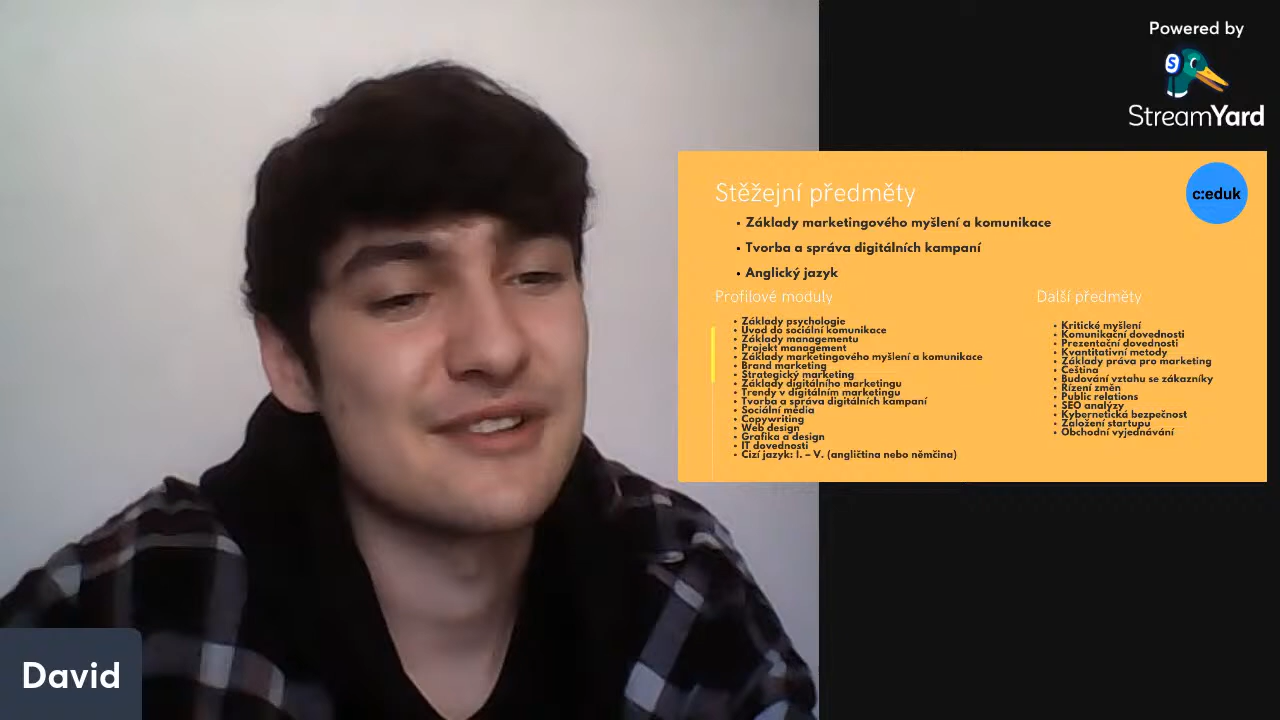 Powered by
S
StreamYard
Stěžejní předměty
c:eduk
• Základy marketingového myšlení a komunikace
• Tvorba a správa digitálních kampaní
• Anglický jazyk
Profilové moduly
• Základy psychologie
• Úvod do sociální komunikace
• Základy managementu
• Projekt management
• Základy marketingového myšlení a komunikace
• Brand marketing
• Strategický marketing
• Základy digitálního marketingu
• Trendy v digitálním marketingu
• Tvorba a správa digitálních kampaní
• Sociální média
• Copywriting
• Web design
• Grafika a design
• IT dovednosti
• Cizí jazyk: I. – V. (angličtina nebo němčina)
Další předměty
• Kritické myšlení
• Komunikační dovednosti
• Prezentační dovednosti
• Kvantitativní metody
• Základy práva pro marketing
• Čeština
• Budování vztahu se zákazníky
• Řízení změn
• Public relations
• SEO analýzy
• Kybernetická bezpečnost
• Založení startupu
• Obchodní vyjednávání
David